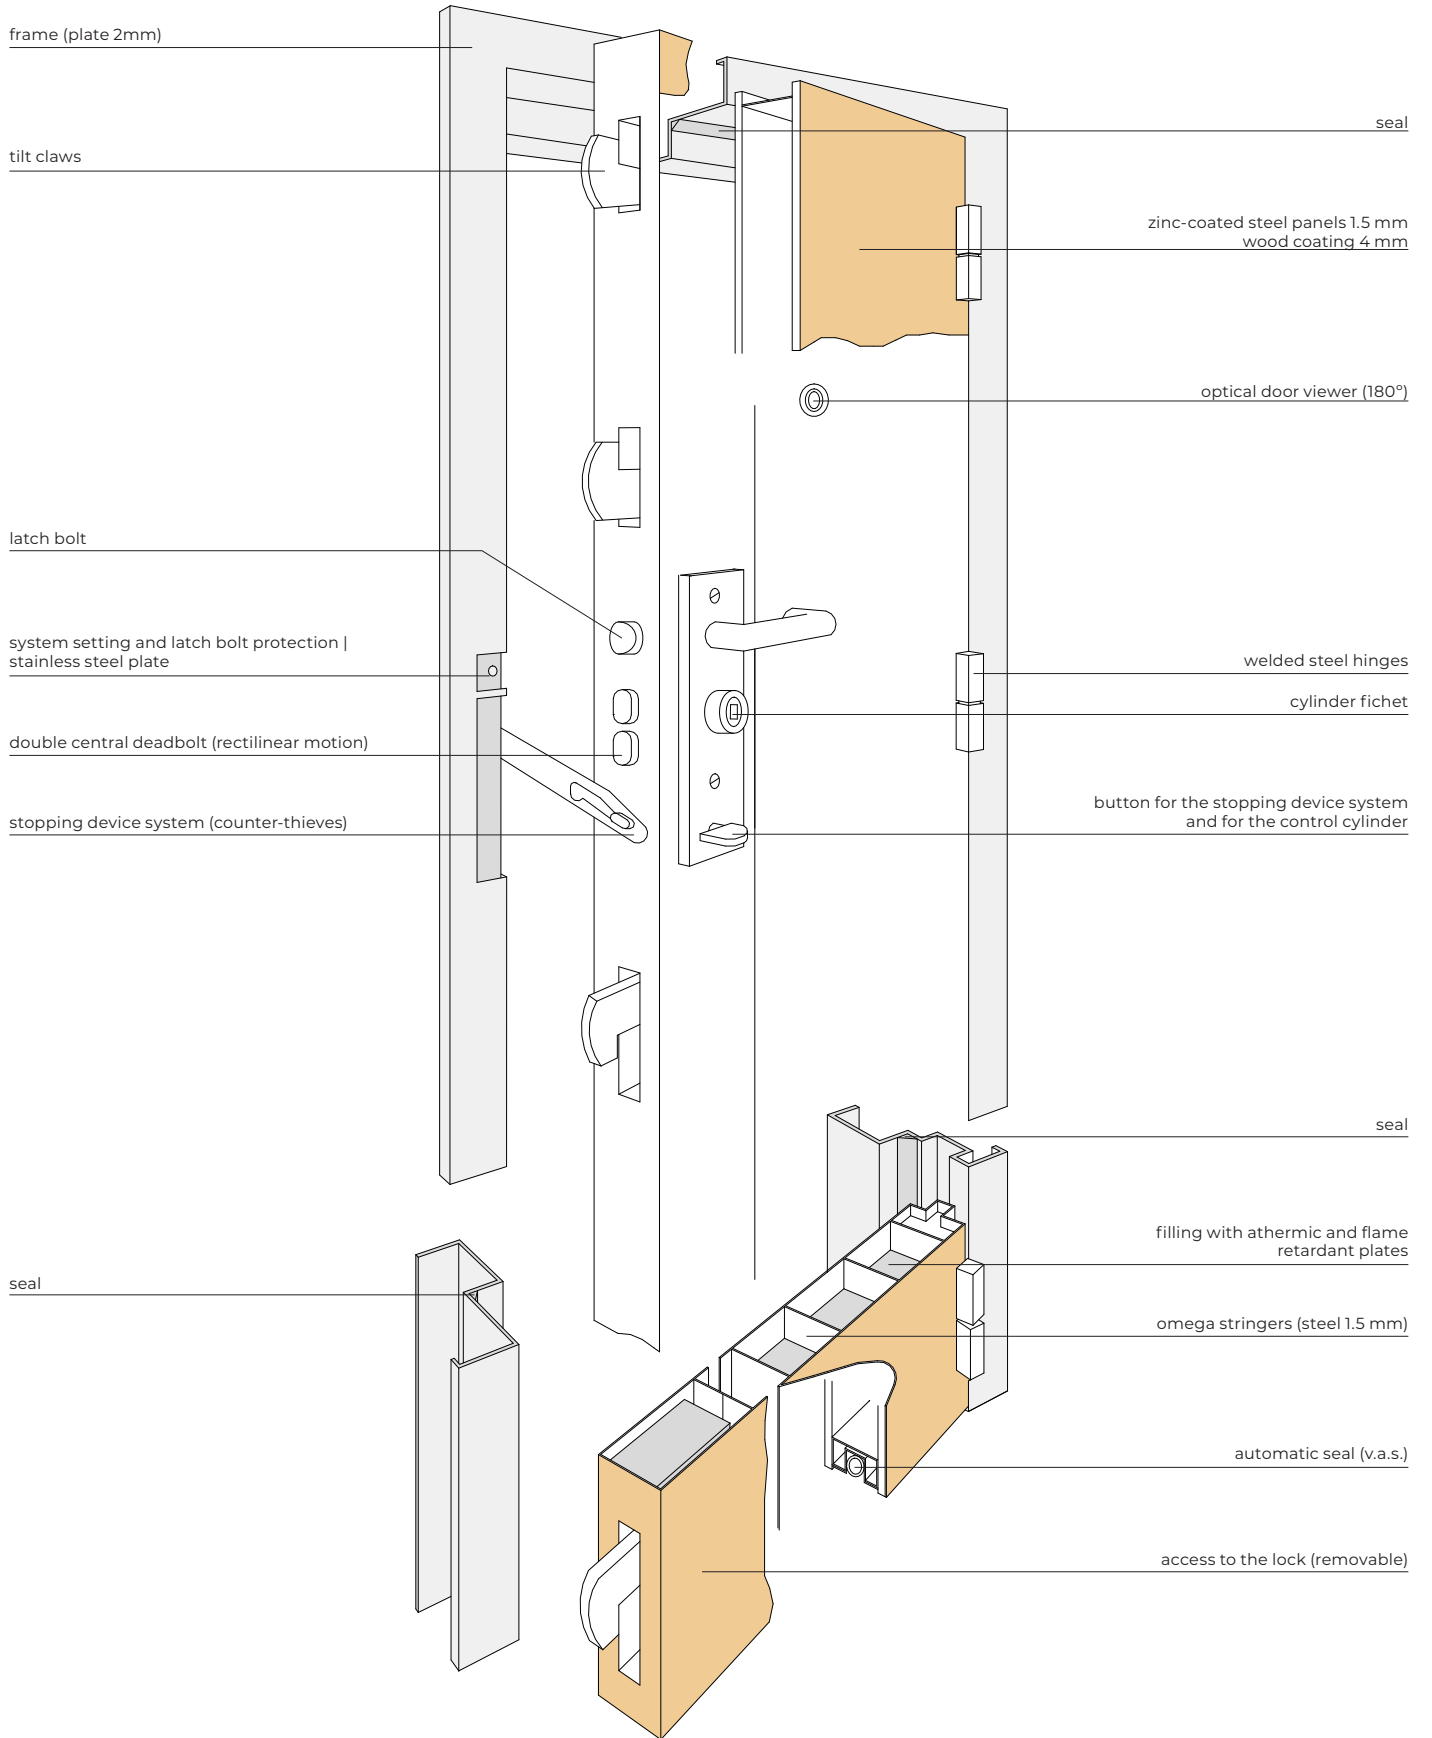 frame (plate 2mm)
tilt claws
latch bolt
system setting and latch bolt protection |
stainless steel plate
double central deadbolt (rectilinear motion)
stopping device system (counter-thieves)
seal
seal
zinc-coated steel panels 1.5 mm
wood coating 4 mm
optical door viewer (180°)
welded steel hinges
cylinder fichet
button for the stopping device system
and for the control cylinder
seal
filling with athermic and flame
retardant plates
omega stringers (steel 1.5 mm)
automatic seal (v.a.s.)
access to the lock (removable)